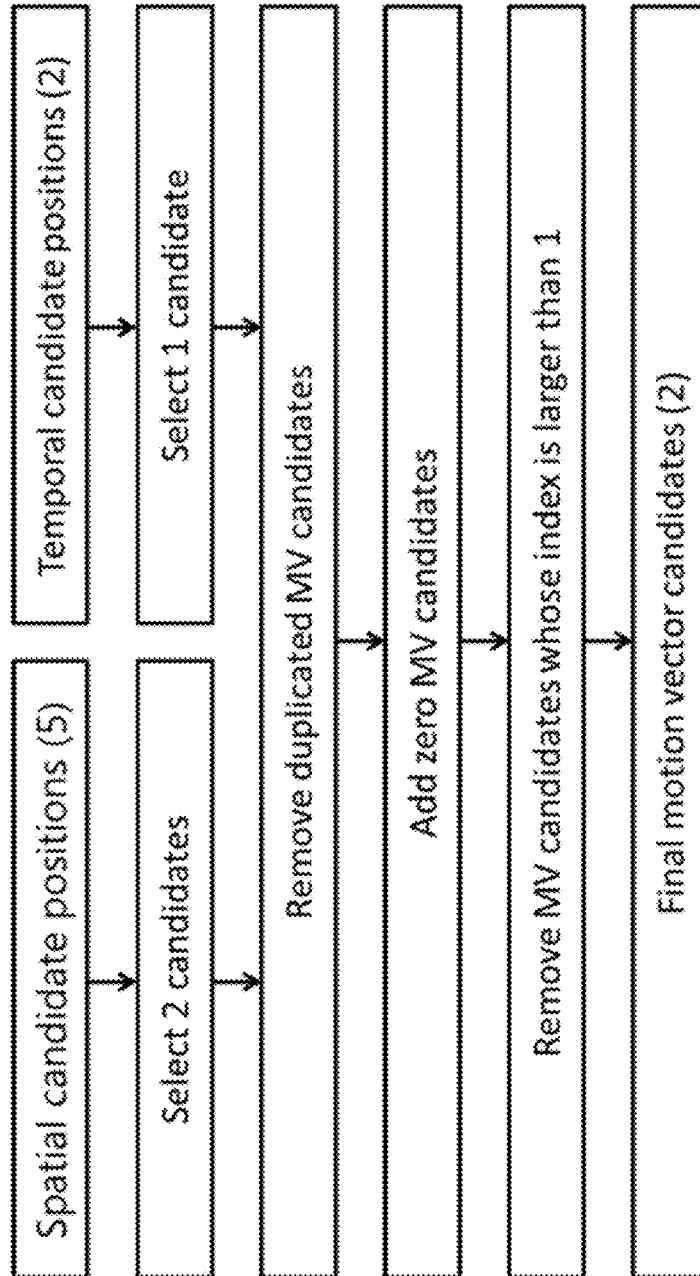 Spatial candidate positions (5)
Temporal candidate positions (2)
Select 2 candidates
Select 1 candidate
Remove duplicated MV candidates
Add zero MV candidates
Remove MV candidates whose index is larger than 1
Final motion vector candidates (2)